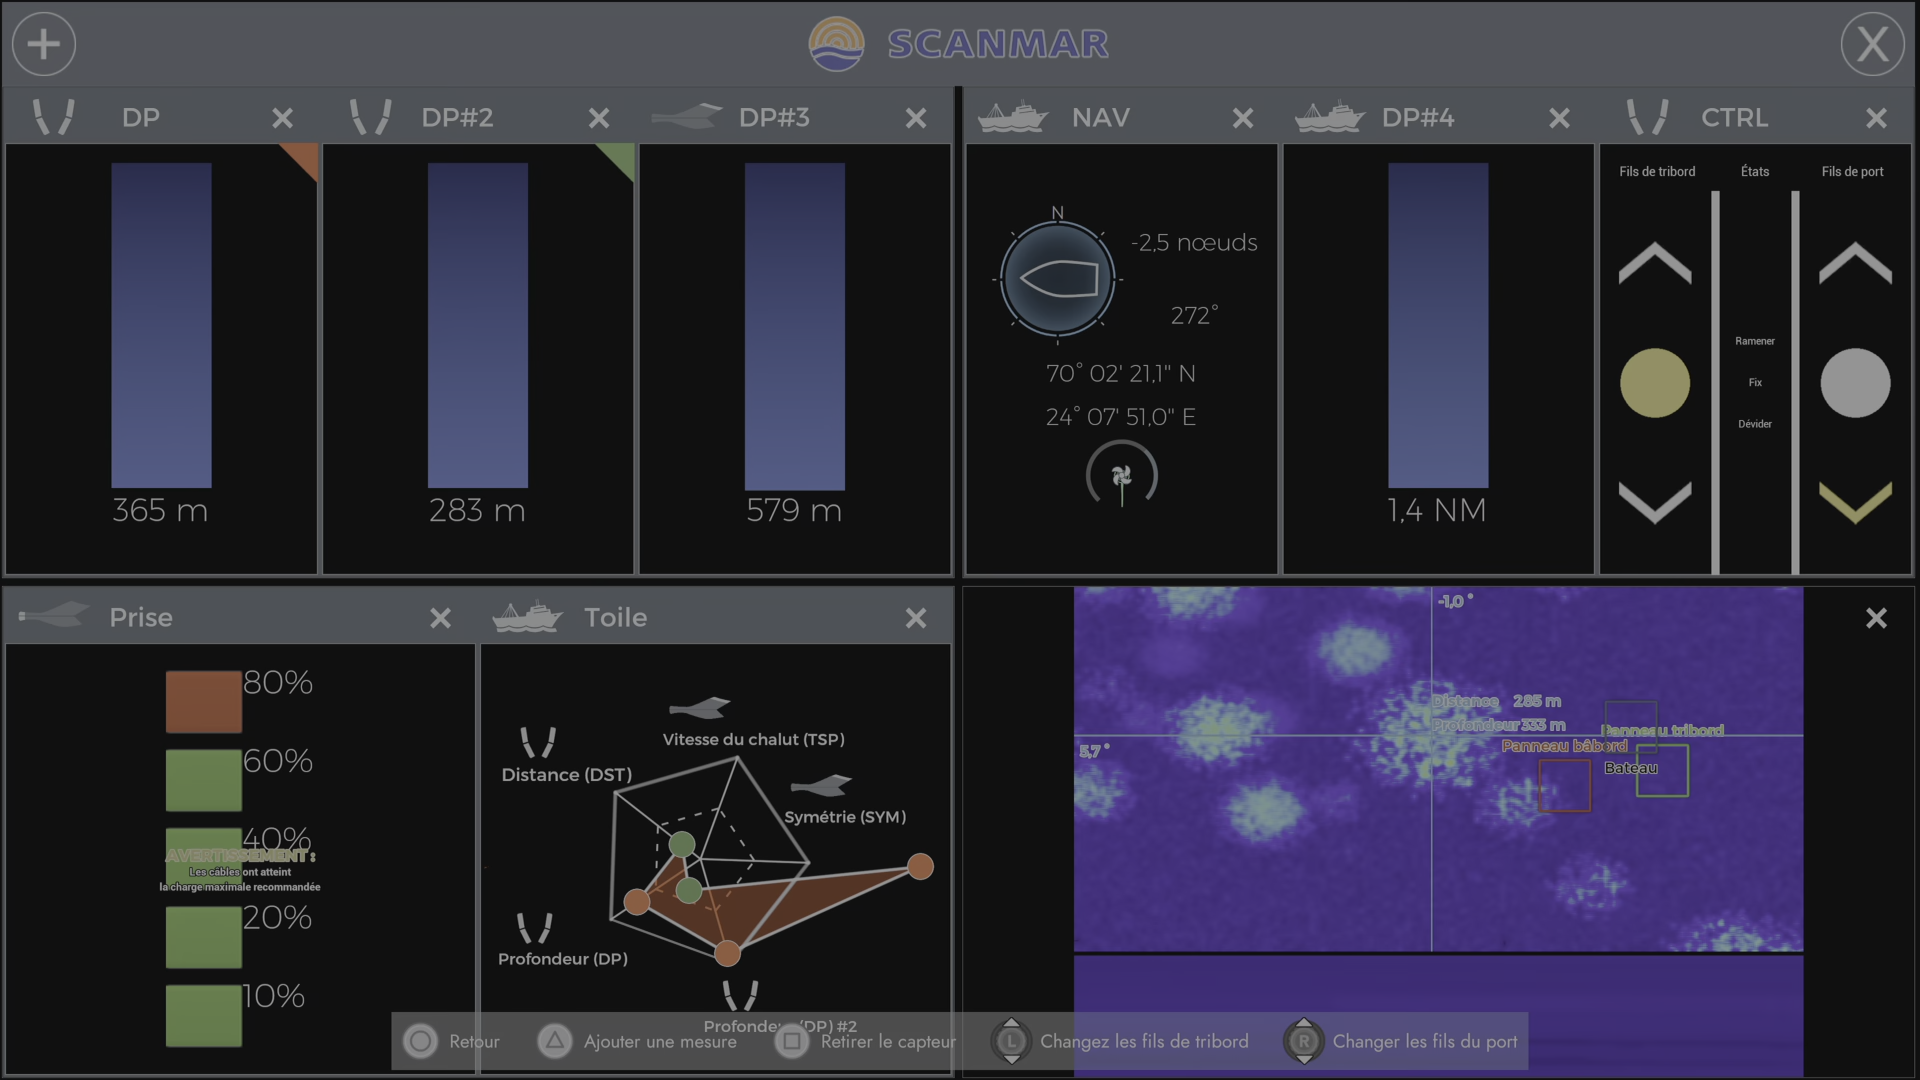 SCANMAR
X
DP
DP#2
DP#3
NAV
DP#4
CTRL
365 m
283 m
579 m
N
-2,5 nœuds
272°
70° 02' 21,1" N
24° 07' 51,0" E
1,4 NM
Fils de tribord
États
Fils de port
Ramener
Fix
Dévider
Prise
Toile
80%
60%
40%
AVERTISSEMENT :
Les câbles ont atteint
la charge maximale recommandée
20%
10%
Vitesse du chalut (TSP)
Distance (DST)
Symétrie (SYM)
Profondeur (DP)
Profondeur (DP) #2
-1,0 °
Distance 285 m
Profondeur 333 m
Panneau tribord
Panneau bâbord
5,7 °
Bateau
Retour
Ajouter une mesure
Retirer le capteur
L
Changez les fils de tribord
R
Changer les fils du port